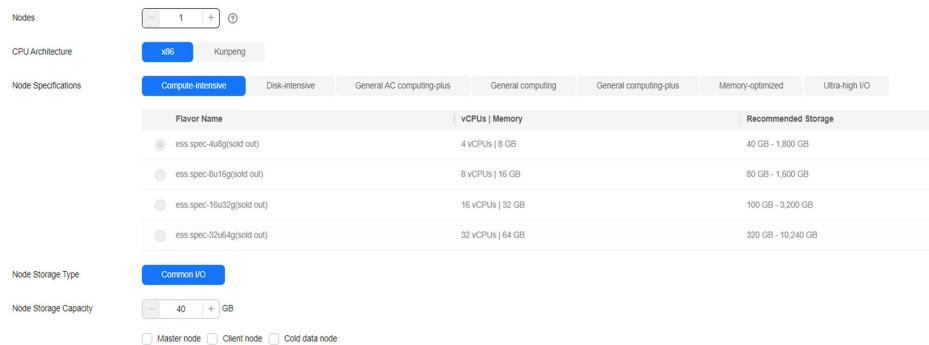 Nodes 1
CPU Architecture x86 Kunpeng
Node Specifications Compute-intensive Disk-intensive General AC computing-plus General computing General computing-plus Memory-optimized Ultra-high I/O
Flavor Name vCPUs | Memory Recommended Storage
ess.spec-4u8g(sold out) 4 vCPUs | 8 GB 40 GB - 1,800 GB
ess.spec-8u16g(sold out) 8 vCPUs | 16 GB 80 GB - 1,600 GB
ess.spec-16u32g(sold out) 16 vCPUs | 32 GB 100 GB - 3,200 GB
ess.spec-32u64g(sold out) 32 vCPUs | 64 GB 320 GB - 10,240 GB
Node Storage Type Common I/O
Node Storage Capacity 40 GB
Master node Client node Cold data node